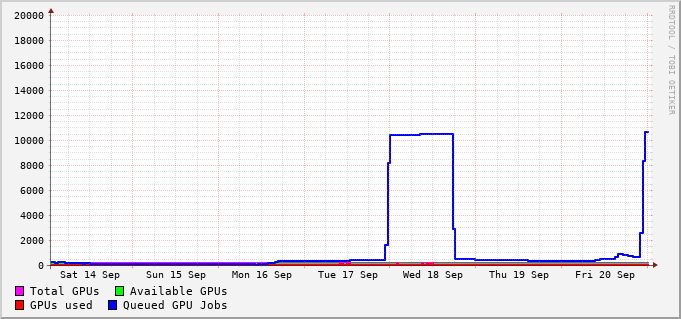 20000
18000
16000
14000
12000
10000
8000
6000
4000
2000
0
Sat 14 Sep Sun 15 Sep Mon 16 Sep Tue 17 Sep Wed 18 Sep Thu 19 Sep Fri 20 Sep
Total GPUs Available GPUs
GPUs used Queued GPU Jobs
RRDTOOL / TOBI OETIKER